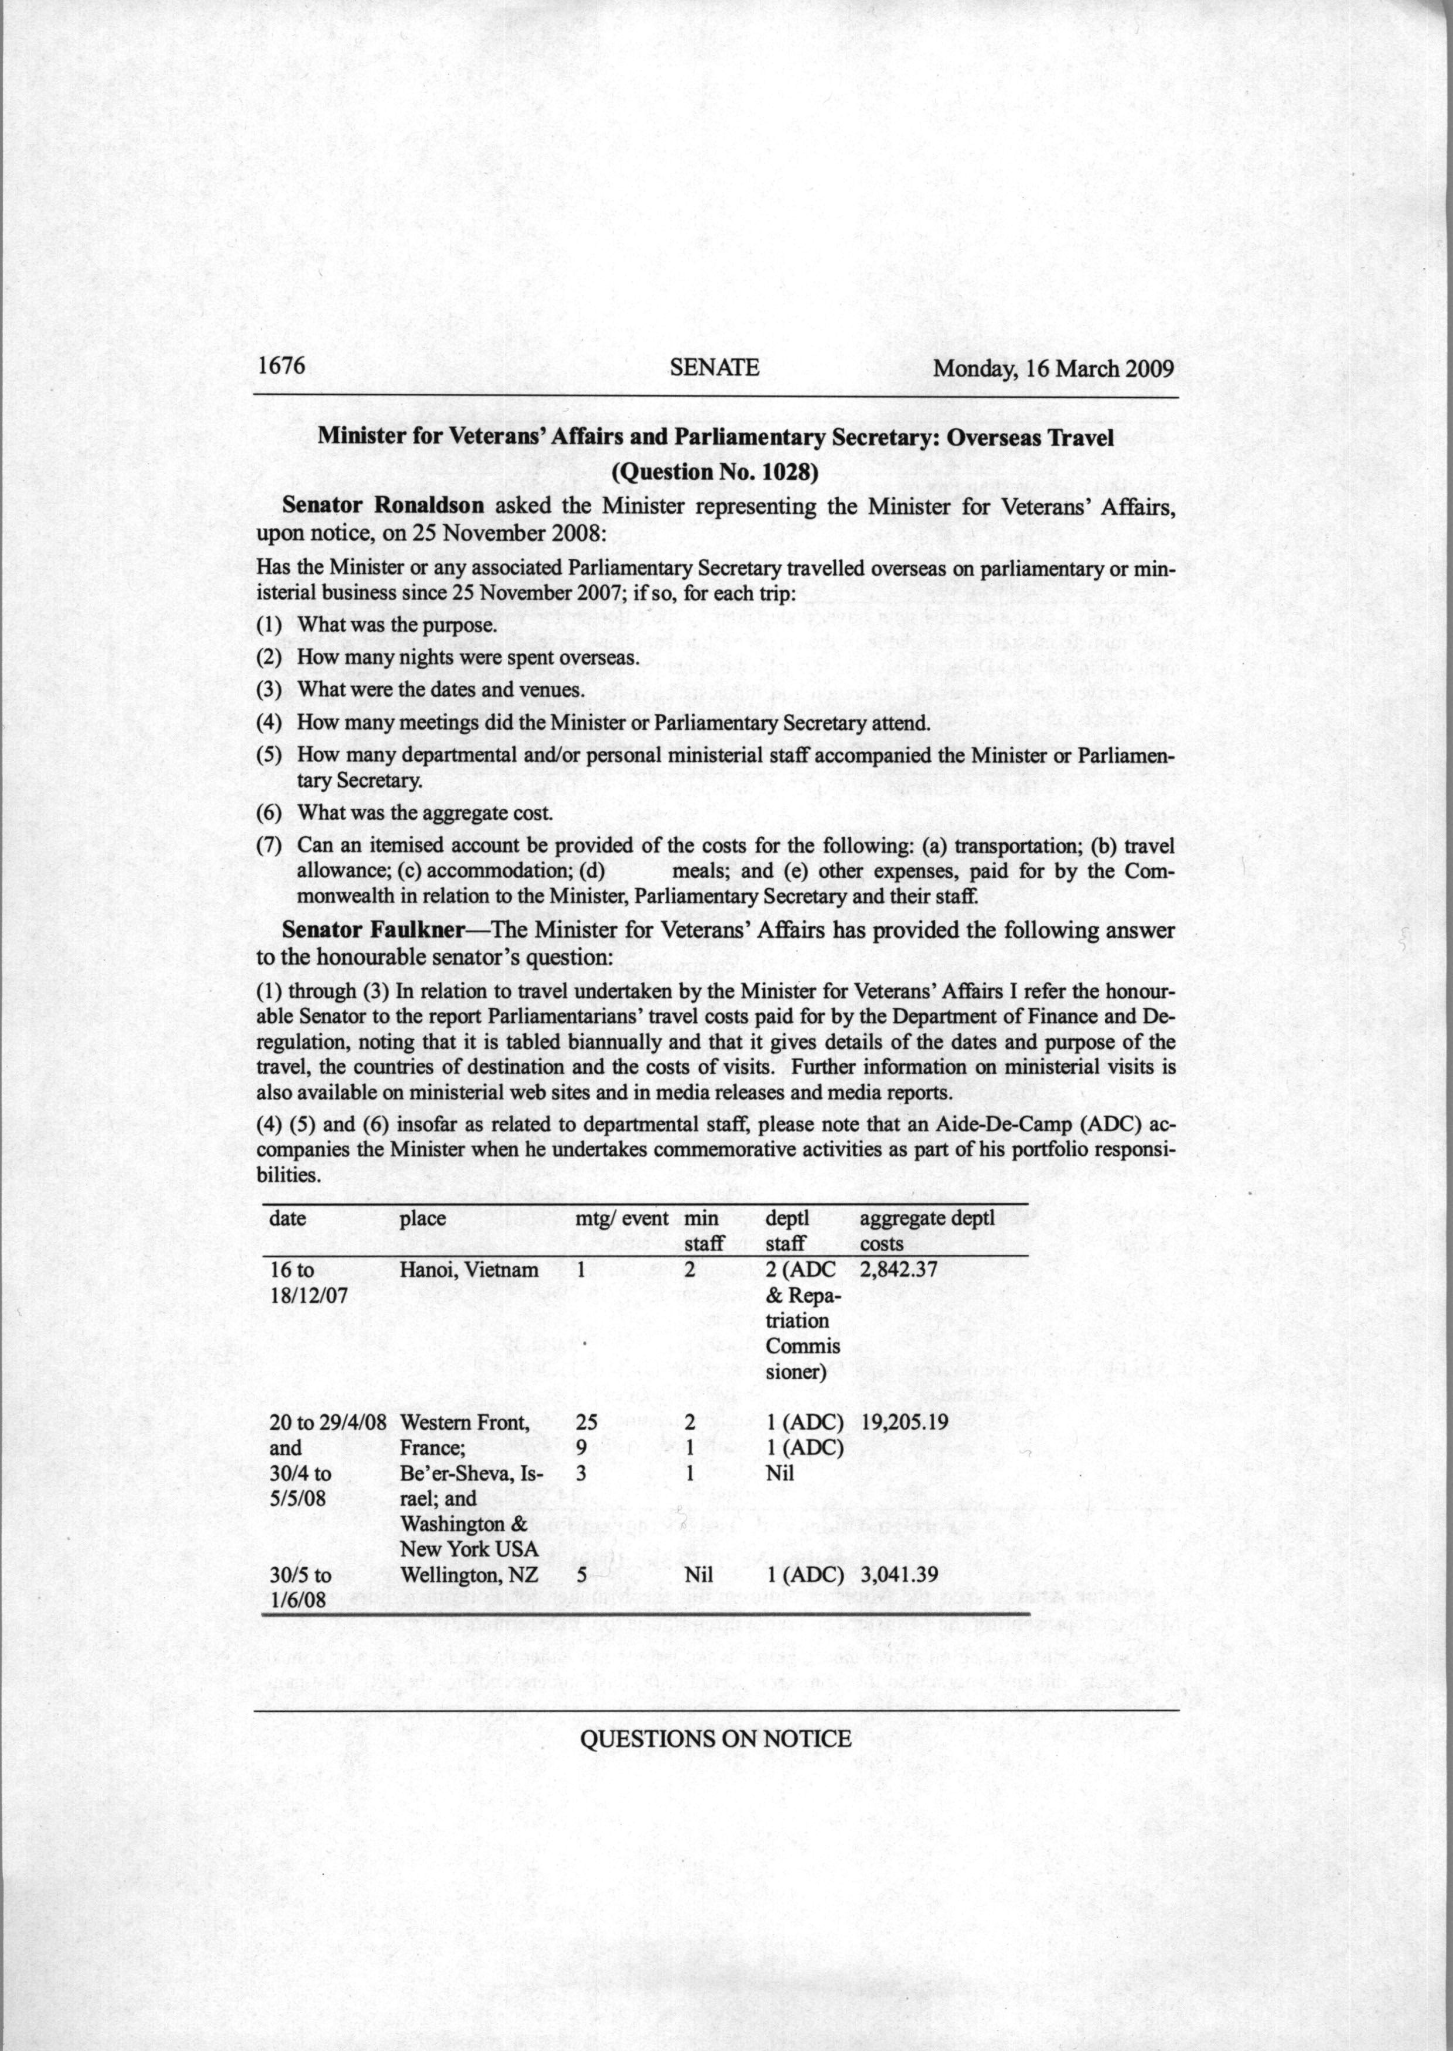 1676 SENATE Monday, 16 March 2009
Minister for Veterans' Affairs and Parliamentary Secretary: Overseas Travel
(Question No. 1028)
Senator Ronaldson asked the Minister representing the Minister for Veterans' Affairs,
upon notice, on 25 November 2008:
Has the Minister or any associated Parliamentary Secretary travelled overseas on parliamentary or min-
isterial business since 25 November 2007; if so, for each trip:
(1) What was the purpose.
(2) How many nights were spent overseas.
(3) What were the dates and venues.
(4) How many meetings did the Minister or Parliamentary Secretary attend.
(5) How many departmental and/or personal ministerial staff accompanied the Minister or Parliamen-
tary Secretary.
(6) What was the aggregate cost.
(7) Can an itemised account be provided of the costs for the following: (a) transportation; (b) travel
allowance; (c) accommodation; (d) meals; and (e) other expenses, paid for by the Com-
monwealth in relation to the Minister, Parliamentary Secretary and their staff.
Senator Faulkner—The Minister for Veterans' Affairs has provided the following answer
to the honourable senator's question:
(1) through (3) In relation to travel undertaken by the Minister for Veterans' Affairs I refer the honour-
able Senator to the report Parliamentarians' travel costs paid for by the Department of Finance and De-
regulation, noting that it is tabled biannually and that it gives details of the dates and purpose of the
travel, the countries of destination and the costs of visits. Further information on ministerial visits is
also available on ministerial web sites and in media releases and media reports.
(4) (5) and (6) insofar as related to departmental staff, please note that an Aide-De-Camp (ADC) ac-
companies the Minister when he undertakes commemorative activities as part of his portfolio responsi-
bilities.
date place mtg/ event min deptl aggregate deptl
staff staff costs
16 to Hanoi, Vietnam 1 2 2 (ADC 2,842.37
18/12/07 & Repa-
triation
Commis
sioner)
20 to 29/4/08 Western Front, 25 2 1 (ADC) 19,205.19
and France; 9 1 1 (ADC)
30/4 to Be'er-Sheva, Is- 3 1 Nil
5/5/08 rael; and
Washington &
New York USA
30/5 to Wellington, NZ 5 Nil 1 (ADC) 3,041.39
1/6/08
QUESTIONS ON NOTICE